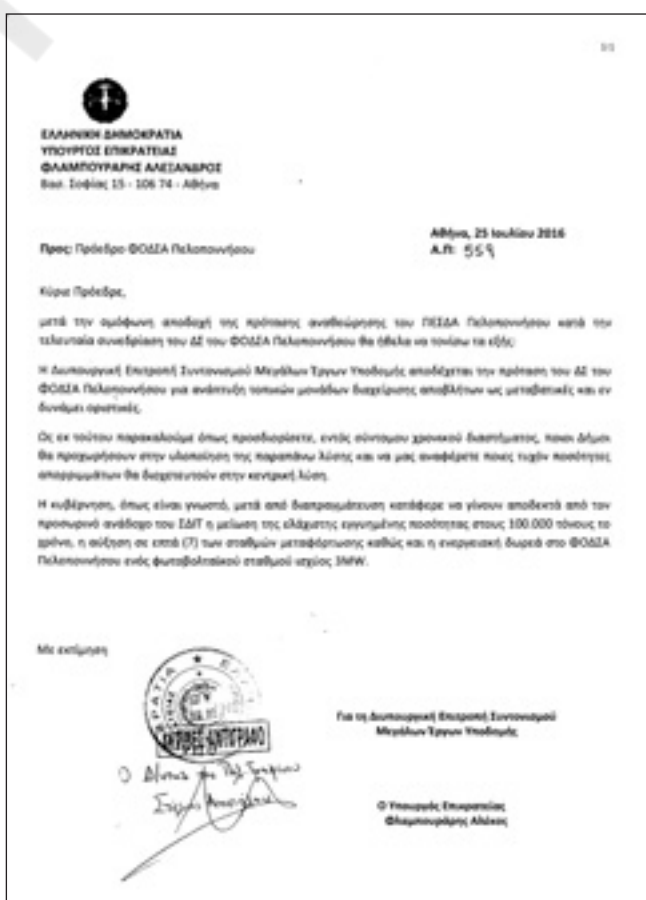 ΕΛΛΗΝΙΚΗ ΔΗΜΟΚΡΑΤΙΑ
ΥΠΟΥΡΓΟΣ ΕΠΙΚΡΑΤΕΙΑΣ
ΦΛΑΜΠΟΥΡΑΡΗΣ ΑΛΕΞΑΝΔΡΟΣ
Βασ. Σοφίας 15 - 106 74 - Αθήνα
Αθήνα, 25 Ιουλίου 2016
Προς: Πρόεδρο ΦΟΔΣΑ Πελοποννήσου
Α.Π: 559
Κύριε Πρόεδρε,
μετά την ομόφωνη αποδοχή της πρότασης αναθεώρησης του ΠΕΣΔΑ Πελοποννήσου κατά την
τελευταία συνεδρίαση του ΔΣ του ΦΟΔΣΑ Πελοποννήσου θα ήθελα να τονίσω τα εξής:
Η Διυπουργική Επιτροπή Συντονισμού Μεγάλων Έργων Υποδομής αποδέχεται την πρόταση του ΔΣ του
ΦΟΔΣΑ Πελοποννήσου για ανάπτυξη τοπικών μονάδων διαχείρισης αποβλήτων ως μεταβατικές και εν
δυνάμει οριστικές.
Ως εκ τούτου παρακαλούμε όπως προσδιορίσετε, εντός σύντομου χρονικού διαστήματος, ποιοι Δήμοι
θα προχωρήσουν στην υλοποίηση της παραπάνω λύσης και να μας αναφέρετε ποιες τυχόν ποσότητες
απορριμμάτων θα διοχετευτούν στην κεντρική λύση.
Η κυβέρνηση, όπως είναι γνωστό, μετά από διαπραγμάτευση κατάφερε να γίνουν αποδεκτά από τον
προσωρινό ανάδοχο του ΣΔΙΤ η μείωση της ελάχιστης εγγυημένης ποσότητας στους 100.000 τόνους το
χρόνο, η αύξηση σε επτά (7) των σταθμών μεταφόρτωσης καθώς και η ενεργειακή δωρεά στο ΦΟΔΣΑ
Πελοποννήσου ενός φωτοβολταϊκού σταθμού ισχύος 3MW.
Με εκτίμηση
ΑΚΡΙΒΕΣ ΑΝΤΙΓΡΑΦΟ
Για τη Διυπουργική Επιτροπή Συντονισμού
Μεγάλων Έργων Υποδομής
Ο Υπουργός Επικρατείας
Φλαμπουράρης Αλέκος